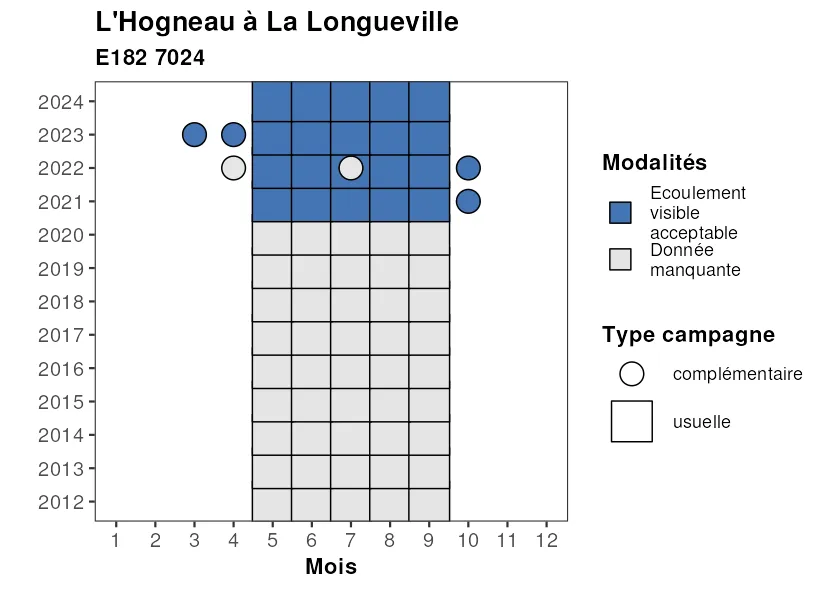 L'Hogneau à La Longueville
E182 7024
2024
2023
2022
2021
2020
2019
2018
2017
2016
2015
2014
2013
2012
1 2 3 4 5 6 7 8 9 10 11 12
Mois
Modalités
Ecoulement
visible
acceptable
Donnée
manquante
Type campagne
complémentaire
usuelle